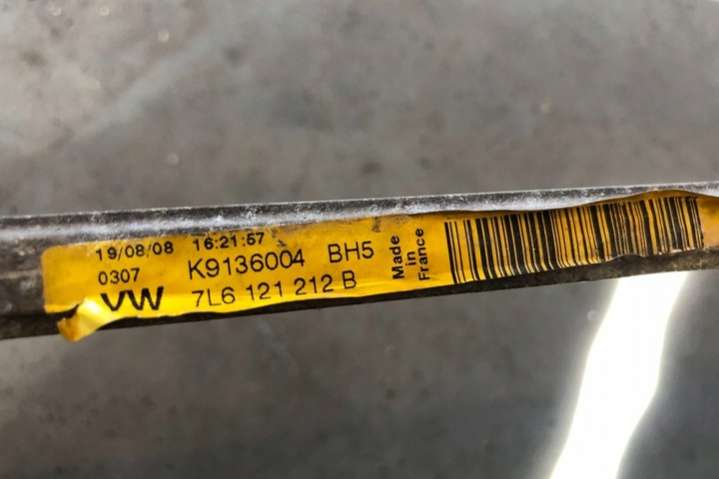 19/08/08 16:21:57
0307 K9136004 BH5
VW 7L6 121 212 B
Made
in
France